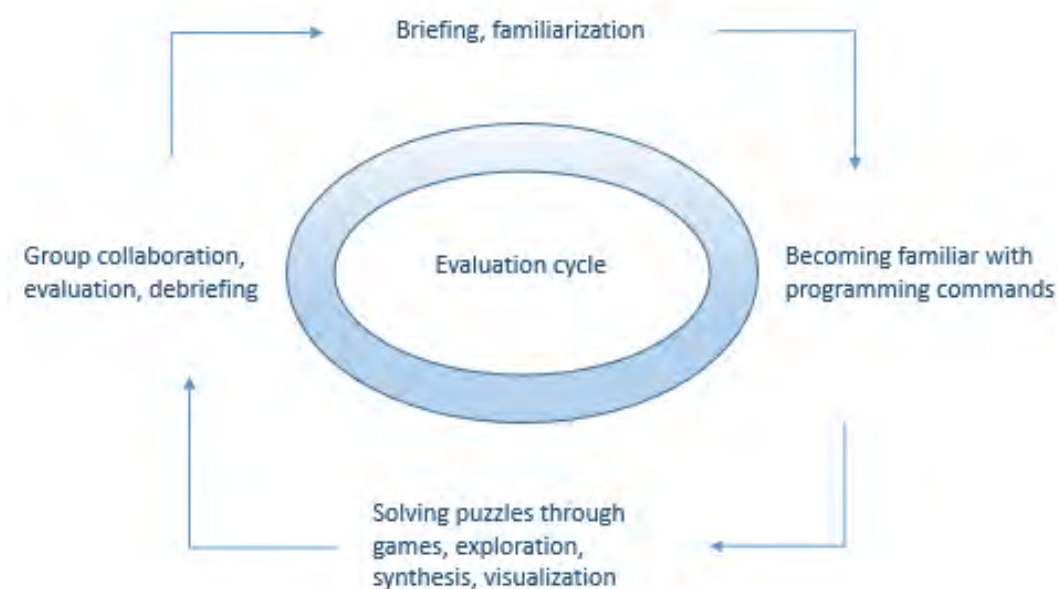 Briefing, familiarization
Group collaboration,
evaluation, debriefing
Evaluation cycle
Becoming familiar with
programming commands
Solving puzzles through
games, exploration,
synthesis, visualization